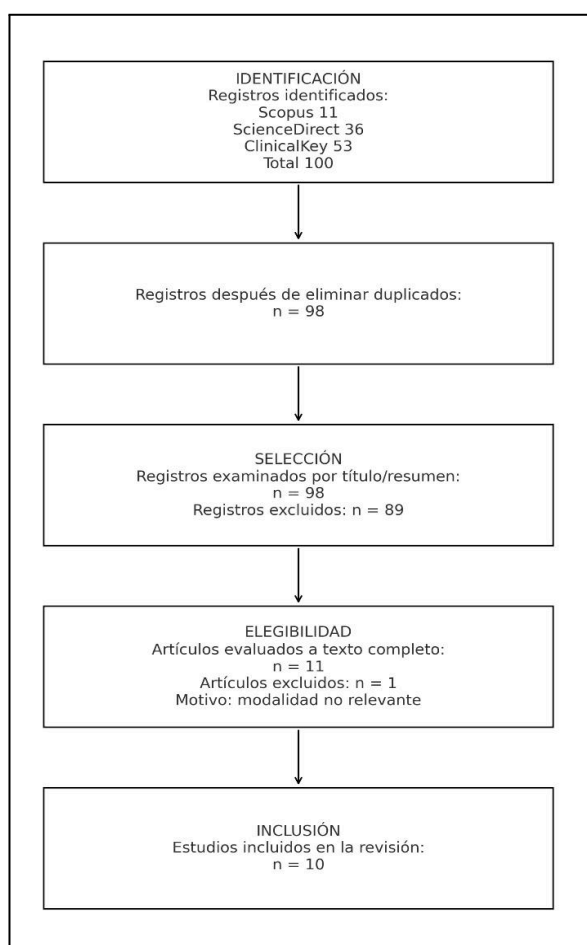 IDENTIFICACIÓN
Registros identificados:
Scopus 11
ScienceDirect 36
ClinicalKey 53
Total 100
Registros después de eliminar duplicados:
n = 98
SELECCIÓN
Registros examinados por título/resumen:
n = 98
Registros excluidos: n = 89
ELEGIBILIDAD
Artículos evaluados a texto completo:
n = 11
Artículos excluidos: n = 1
Motivo: modalidad no relevante
INCLUSIÓN
Estudios incluidos en la revisión:
n = 10